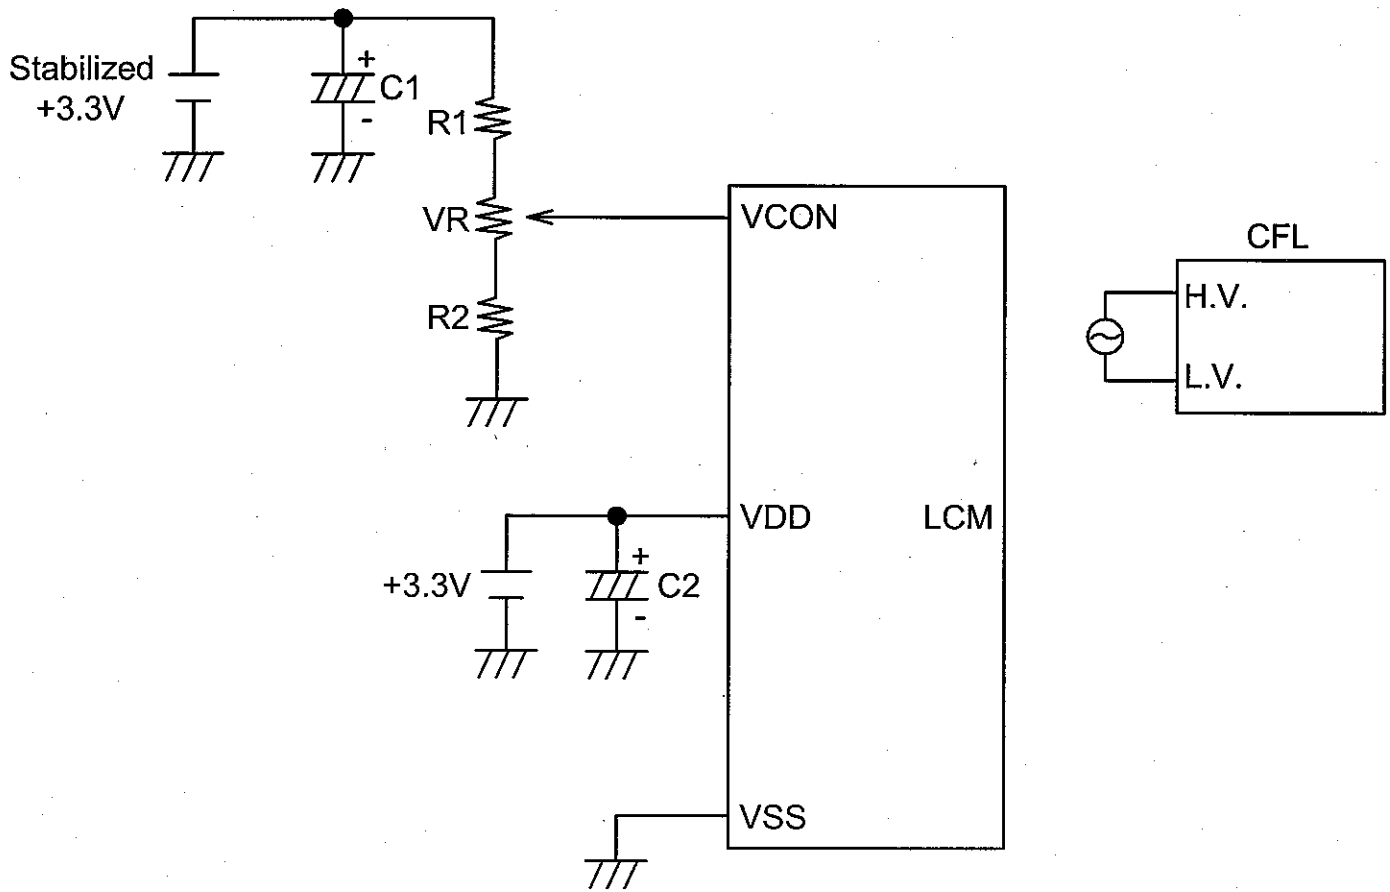 Stabilized
+3.3V
+
C1
-
R1
VR
VCON
CFL
H.V.
L.V.
R2
VDD
LCM
+
+3.3V
C2
-
VSS